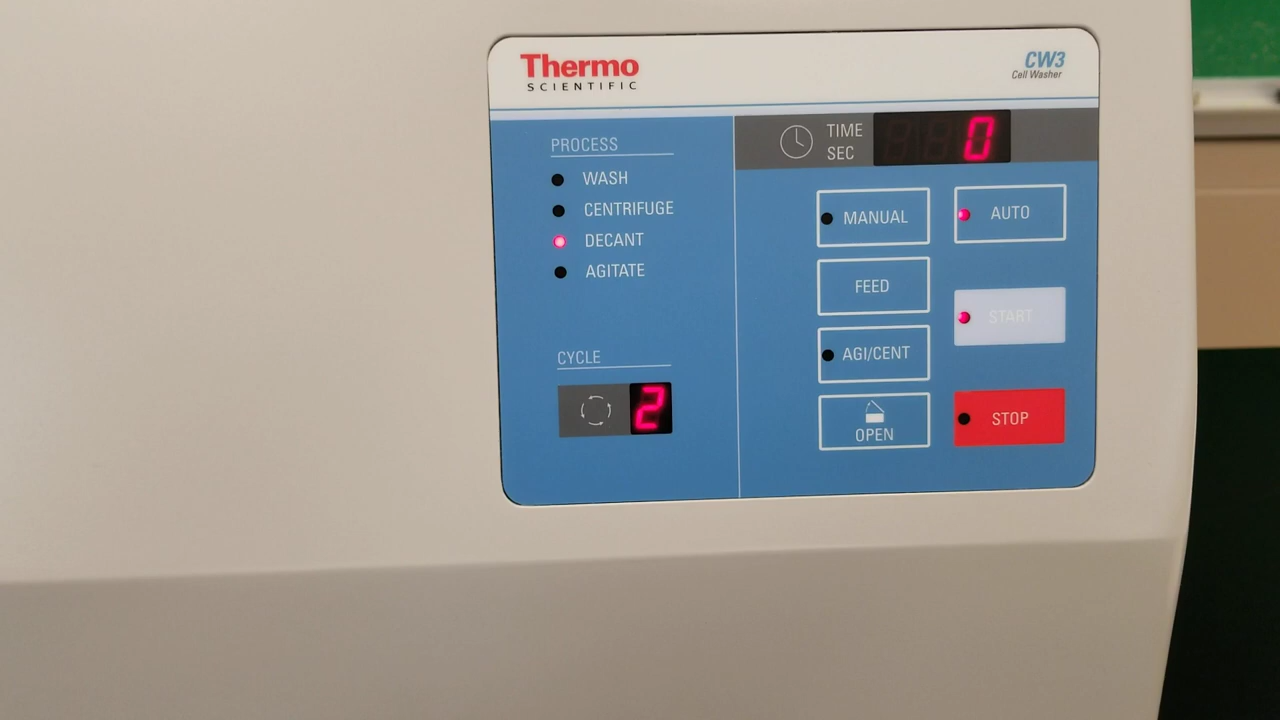 Thermo
SCIENTIFIC
CW3
Cell Washer
PROCESS
WASH
CENTRIFUGE
DECANT
AGITATE
CYCLE
2
TIME
SEC
0
MANUAL
AUTO
FEED
START
AGI/CENT
OPEN
STOP